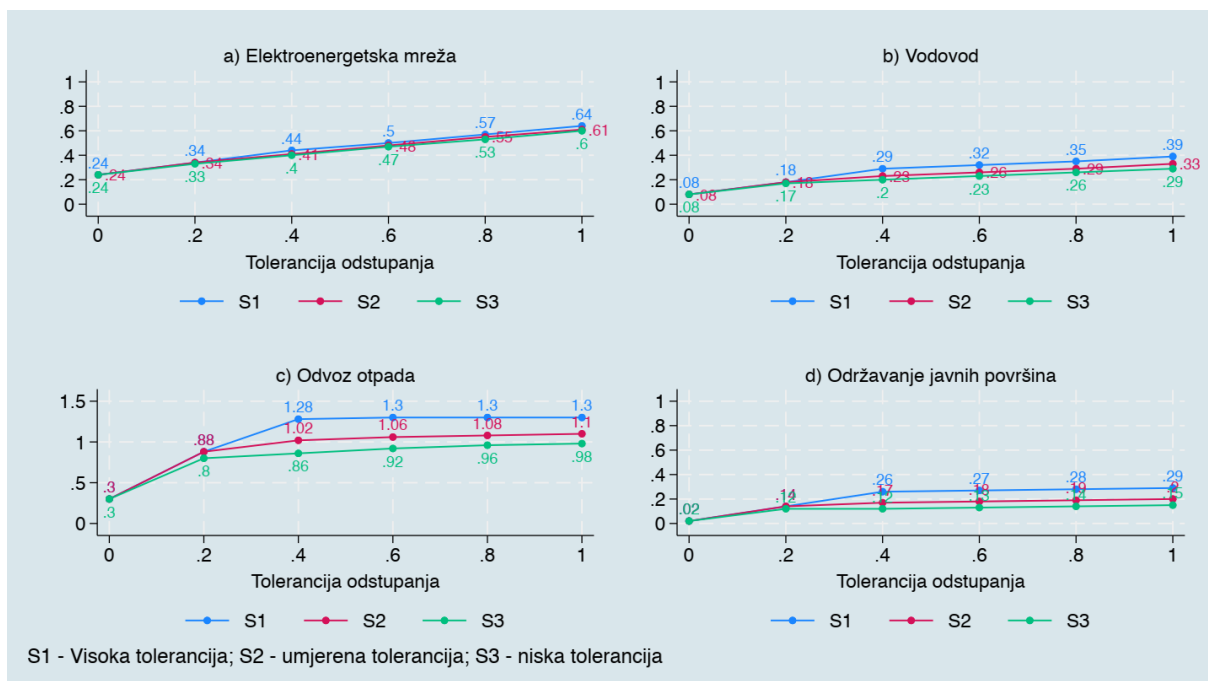 a) Elektroenergetska mreža
1
.8
.6
.4
.2
0
.24 .34 .44 .5 .57 .64
.24 .34 .41 .48 .55 .61
.24 .33 .4 .47 .53 .6
0 .2 .4 .6 .8 1
Tolerancija odstupanja
S1 S2 S3
b) Vodovod
1
.8
.6
.4
.2
0
.08 .18 .29 .32 .35 .39
.08 .18 .23 .26 .29 .33
.08 .17 .2 .23 .26 .29
0 .2 .4 .6 .8 1
Tolerancija odstupanja
S1 S2 S3
c) Odvoz otpada
1.5
1
.5
0
.3 .88 1.28 1.3 1.3 1.3
1.02 1.06 1.08 1.1
.3 .8 .86 .92 .96 .98
0 .2 .4 .6 .8 1
Tolerancija odstupanja
S1 S2 S3
d) Održavanje javnih površina
1
.8
.6
.4
.2
0
.02 .14 .26 .27 .28 .29
.17 .18 .19 .2
.12 .12
0 .2 .4 .6 .8 1
Tolerancija odstupanja
S1 S2 S3
S1 - Visoka tolerancija; S2 - umjerena tolerancija; S3 - niska tolerancija